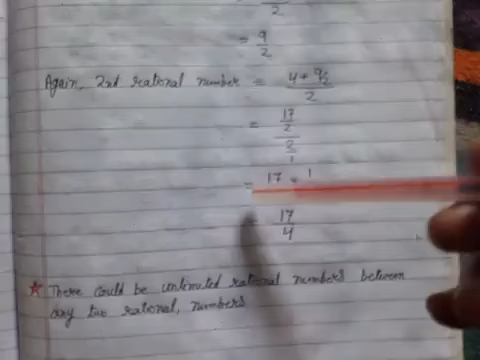 2
= 9/2
Again, 2nd rational number = (4 + 9/2)/2
= (17/2)/(2/1)
= 17 × 1
= 17/4
☆ There could be unlimited rational numbers between
any two rational, numbers